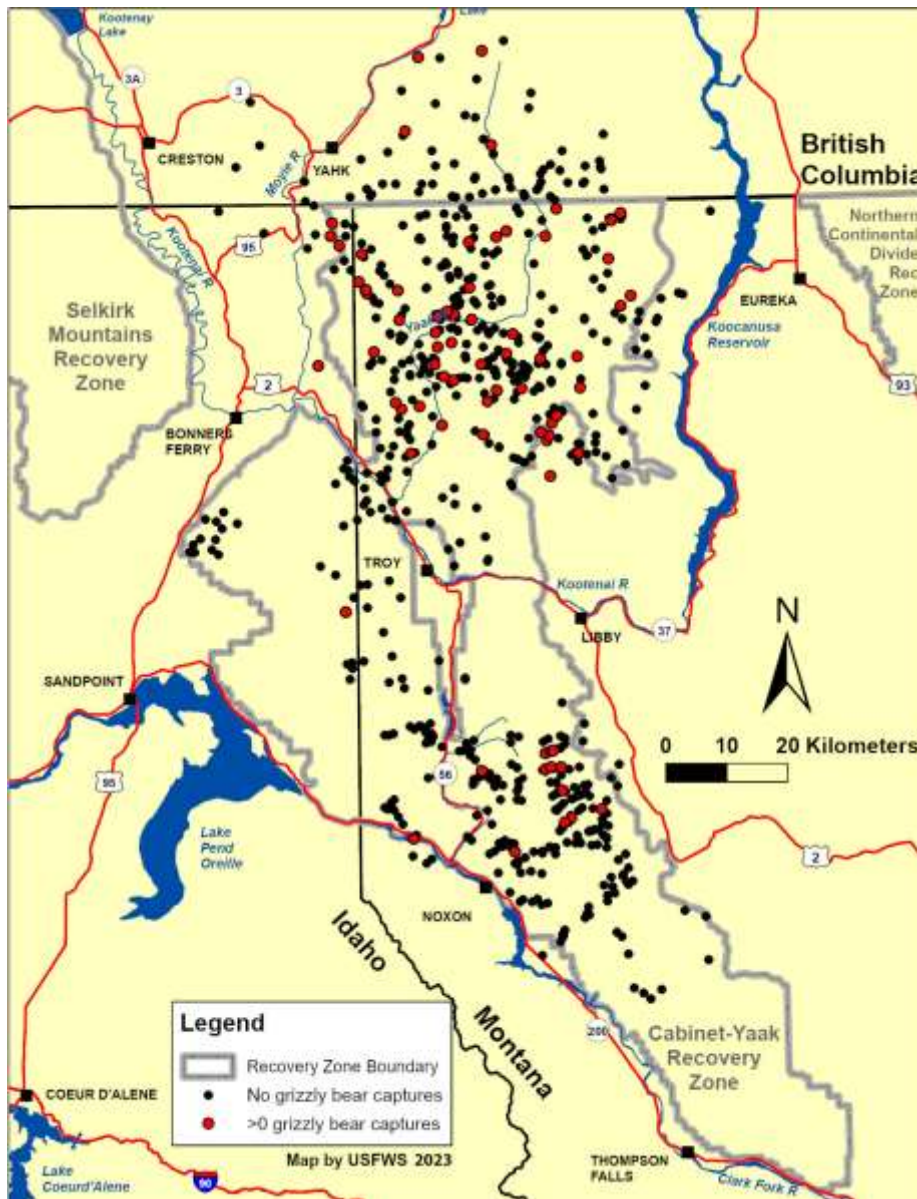 Kootenay
Lake
Lake
3A
3
CRESTON
YAHK
Moyie R
British
Columbia
Northern
Continental
Divide
Rec
Zone
95
Kootenai R
EUREKA
Selkirk
Mountains
Recovery
Zone
Koocanusa
Reservoir
2
93
BONNERS
FERRY
TROY
Kootenai R
LIBBY
37
N
SANDPOINT
0 10 20 Kilometers
95
56
Lake
Pend
Oreille
2
NOXON
Idaho
Montana
Legend
Recovery Zone Boundary
No grizzly bear captures
>0 grizzly bear captures
Map by USFWS 2023
200
Cabinet-Yaak
Recovery
Zone
COEUR D'ALENE
Lake
Coeurd'Alene
90
THOMPSON
FALLS
Clark Fork R